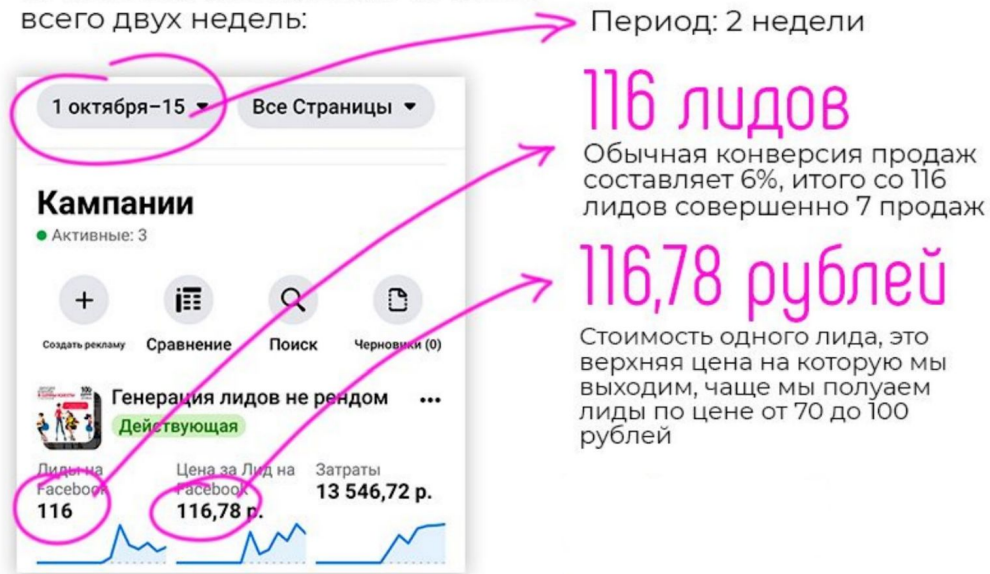 всего двух недель:
Период: 2 недели
1 октября–15
Все Страницы
116 лидов
Обычная конверсия продаж
составляет 6%, итого со 116
лидов совершенно 7 продаж
Кампании
Активные: 3
116,78 рублей
Стоимость одного лида, это
верхняя цена на которую мы
выходим, чаще мы полуаем
лиды по цене от 70 до 100
рублей
Создать рекламу
Сравнение
Поиск
Черновики (0)
Генерация лидов не рендом
Действующая
Лиды на
Facebook
116
Цена за Лид на
Facebook
116,78 р.
Затраты
13 546,72 р.